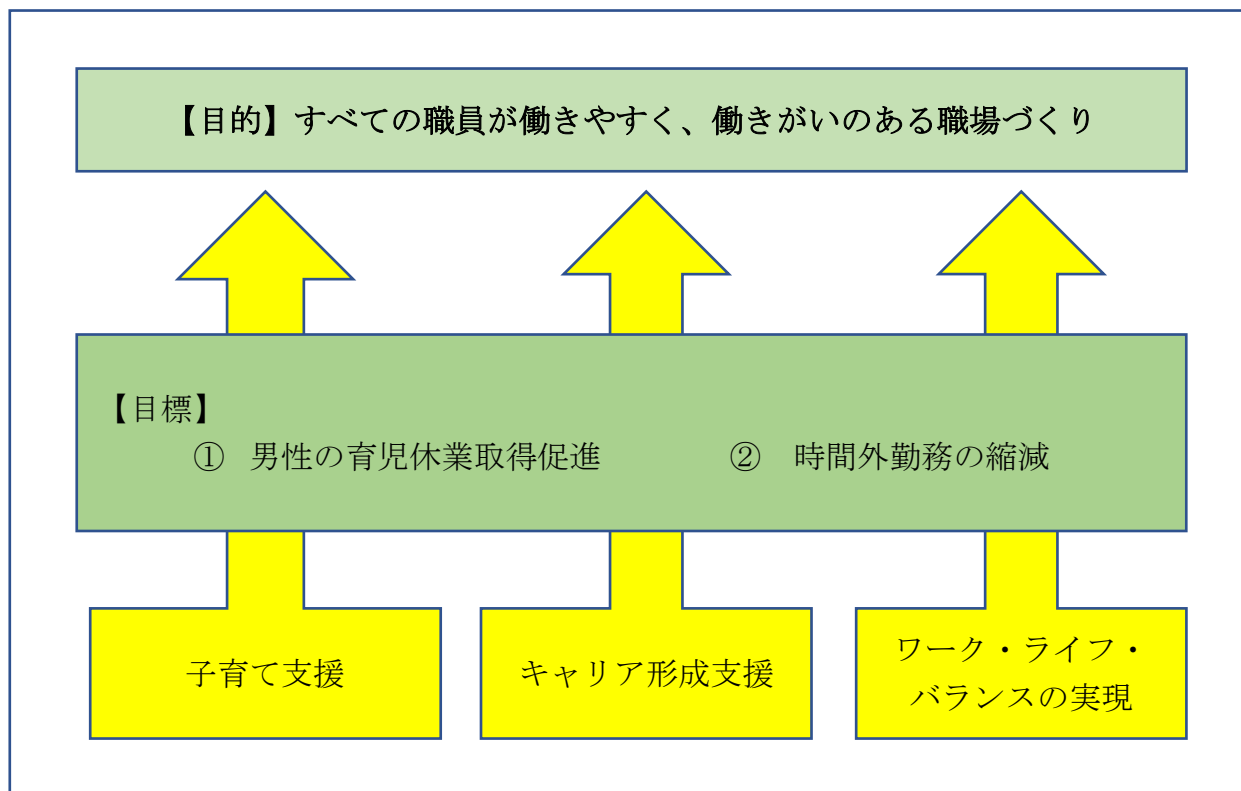 【目的】すべての職員が働きやすく、働きがいのある職場づくり
【目標】
① 男性の育児休業取得促進 ② 時間外勤務の縮減
子育て支援
キャリア形成支援
ワーク・ライフ・
バランスの実現